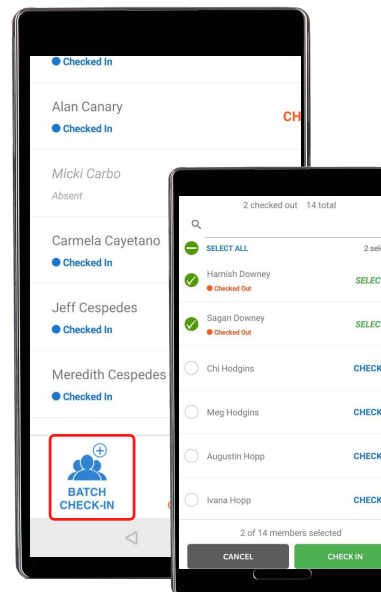 Checked In
Alan Canary
CH
Checked In
Micki Carbo
Absent
Carmela Cayetano
Checked In
Jeff Cespedes
Checked In
Meredith Cespedes
Checked In
BATCH
CHECK-IN
2 checked out 14 total
SELECT ALL 2 sele
Hamish Downey
SELEC
Checked Out
Sagan Downey
SELEC
Checked Out
Chi Hodgins CHECK
Meg Hodgins CHECK
Augustin Hopp CHECK
Ivana Hopp CHECK
2 of 14 members selected
CANCEL CHECK IN